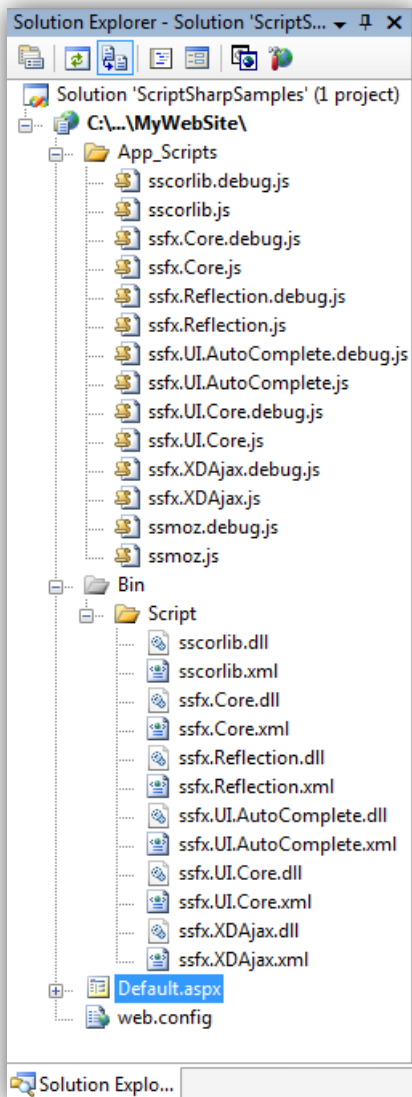 Solution Explorer - Solution 'ScriptS...
Solution 'ScriptSharpSamples' (1 project)
C:\...\MyWebSite\
App_Scripts
sscorlib.debug.js
sscorlib.js
ssfx.Core.debug.js
ssfx.Core.js
ssfx.Reflection.debug.js
ssfx.Reflection.js
ssfx.UI.AutoComplete.debug.js
ssfx.UI.AutoComplete.js
ssfx.UI.Core.debug.js
ssfx.UI.Core.js
ssfx.XDAjax.debug.js
ssfx.XDAjax.js
ssmoz.debug.js
ssmoz.js
Bin
Script
sscorlib.dll
sscorlib.xml
ssfx.Core.dll
ssfx.Core.xml
ssfx.Reflection.dll
ssfx.Reflection.xml
ssfx.UI.AutoComplete.dll
ssfx.UI.AutoComplete.xml
ssfx.UI.Core.dll
ssfx.UI.Core.xml
ssfx.XDAjax.dll
ssfx.XDAjax.xml
Default.aspx
web.config
Solution Explo...